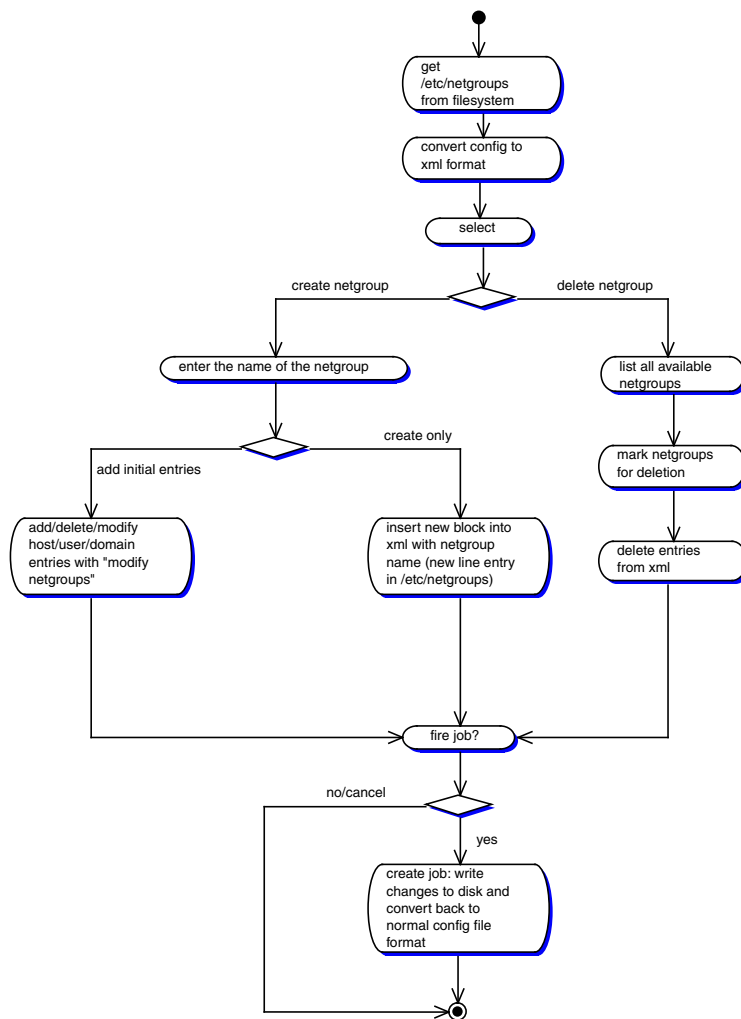 get
/etc/netgroups
from filesystem
convert config to
xml format
select
create netgroup
delete netgroup
enter the name of the netgroup
list all available
netgroups
create only
add initial entries
mark netgroups
for deletion
add/delete/modify
host/user/domain
entries with "modify
netgroups"
insert new block into
xml with netgroup
name (new line entry
in /etc/netgroups)
delete entries
from xml
fire job?
no/cancel
yes
create job: write
changes to disk and
convert back to
normal config file
format